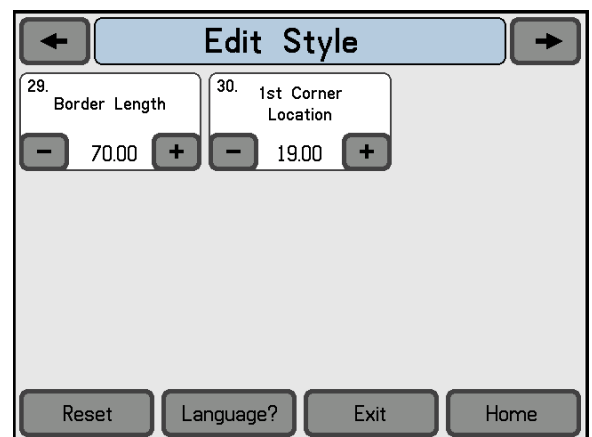 Edit Style
29.
Border Length
- 70.00 +
30.
1st Corner
Location
- 19.00 +
Reset
Language?
Exit
Home